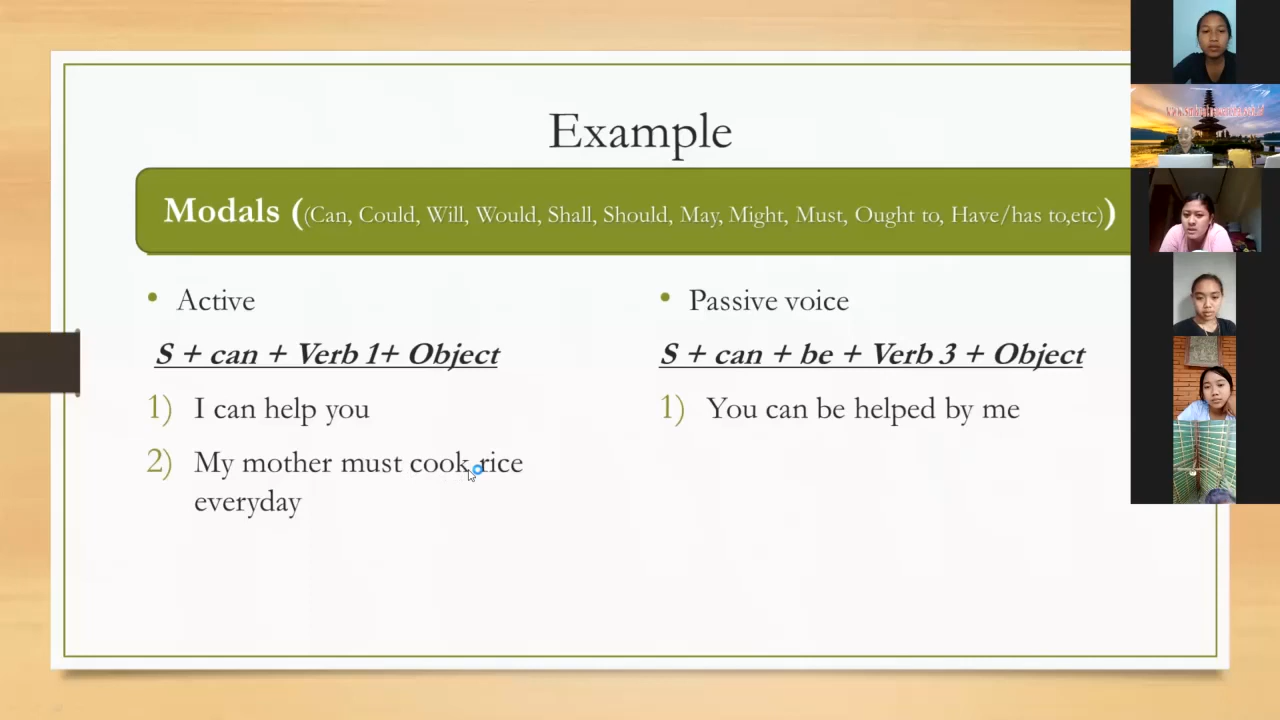 Example
Modals ((Can, Could, Will, Would, Shall, Should, May, Might, Must, Ought to, Have/has to,etc))
• Active
S + can + Verb 1+ Object
1) I can help you
2) My mother must cook rice
everyday
• Passive voice
S + can + be + Verb 3 + Object
1) You can be helped by me